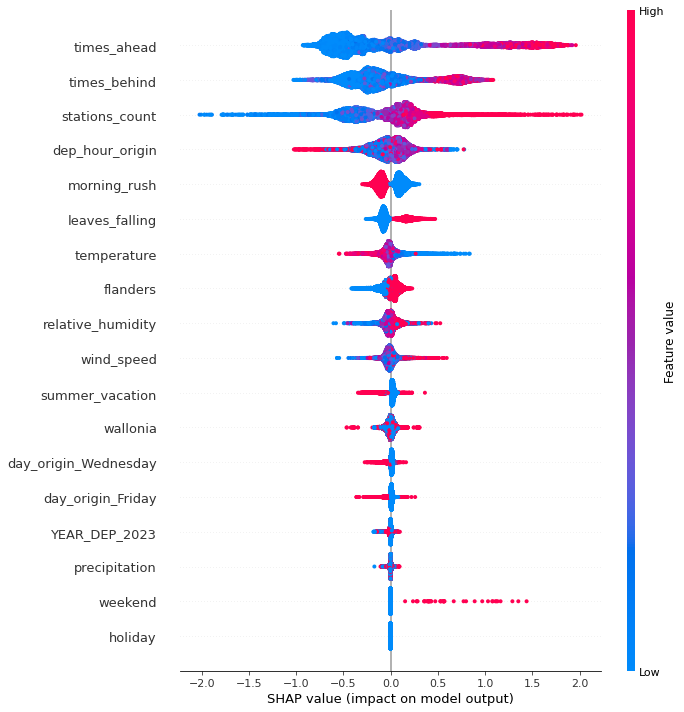 High
times_ahead
times_behind
stations_count
dep_hour_origin
morning_rush
leaves_falling
temperature
flanders
relative_humidity
wind_speed
summer_vacation
wallonia
day_origin_Wednesday
day_origin_Friday
YEAR_DEP_2023
precipitation
weekend
holiday
Feature value
Low
−2.0 −1.5 −1.0 −0.5 0.0 0.5 1.0 1.5 2.0
SHAP value (impact on model output)